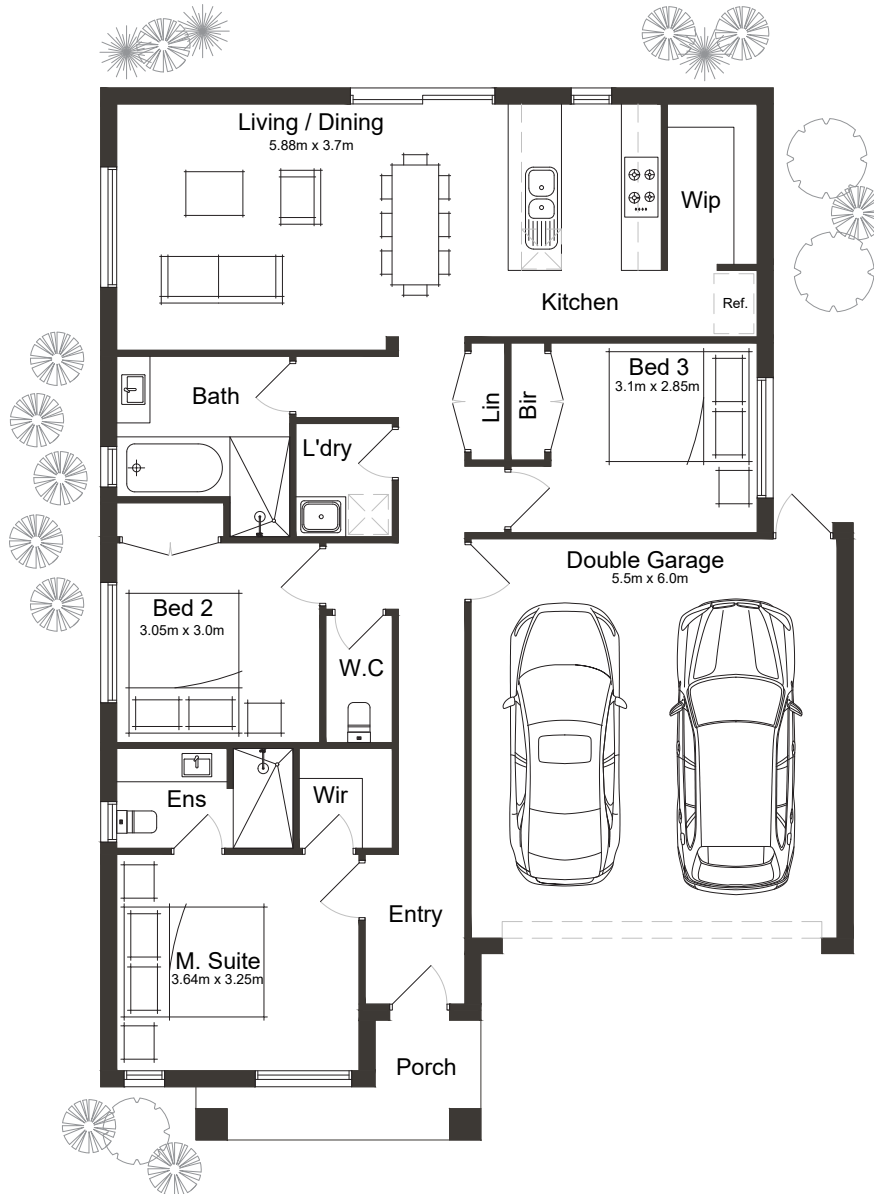 Living / Dining
5.88m x 3.7m
Wip
Kitchen
Ref.
Bath
Lin
Bir
Bed 3
3.1m x 2.85m
L'dry
Double Garage
5.5m x 6.0m
Bed 2
3.05m x 3.0m
W.C
Ens
Wir
Entry
M. Suite
3.64m x 3.25m
Porch